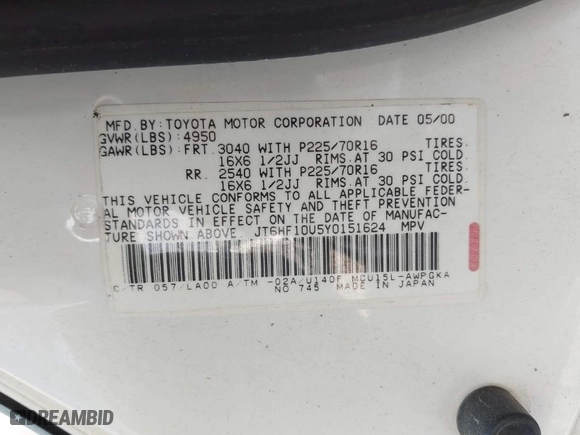 MFD.BY:TOYOTA MOTOR CORPORATION DATE 05/00
GVWR(LBS):4950
GAWR(LBS):FRT.3040 WITH P225/70R16 TIRES.
16X6 1/2JJ RIMS.AT 30 PSI COLD.
RR. 2540 WITH P225/70R16 TIRES.
16X6 1/2JJ RIMS.AT 30 PSI COLD.
THIS VEHICLE CONFORMS TO ALL APPLICABLE FEDER-
AL MOTOR VEHICLE SAFETY AND THEFT PREVENTION
STANDARDS IN EFFECT ON THE DATE OF MANUFAC-
TURE SHOWN ABOVE. JT6HF10U5Y0151624 MPV
C/TR 057/LA00 A/TM -02A/U140F MCU15L-AWPGKA
NO 745 MADE IN JAPAN
DREAMBID